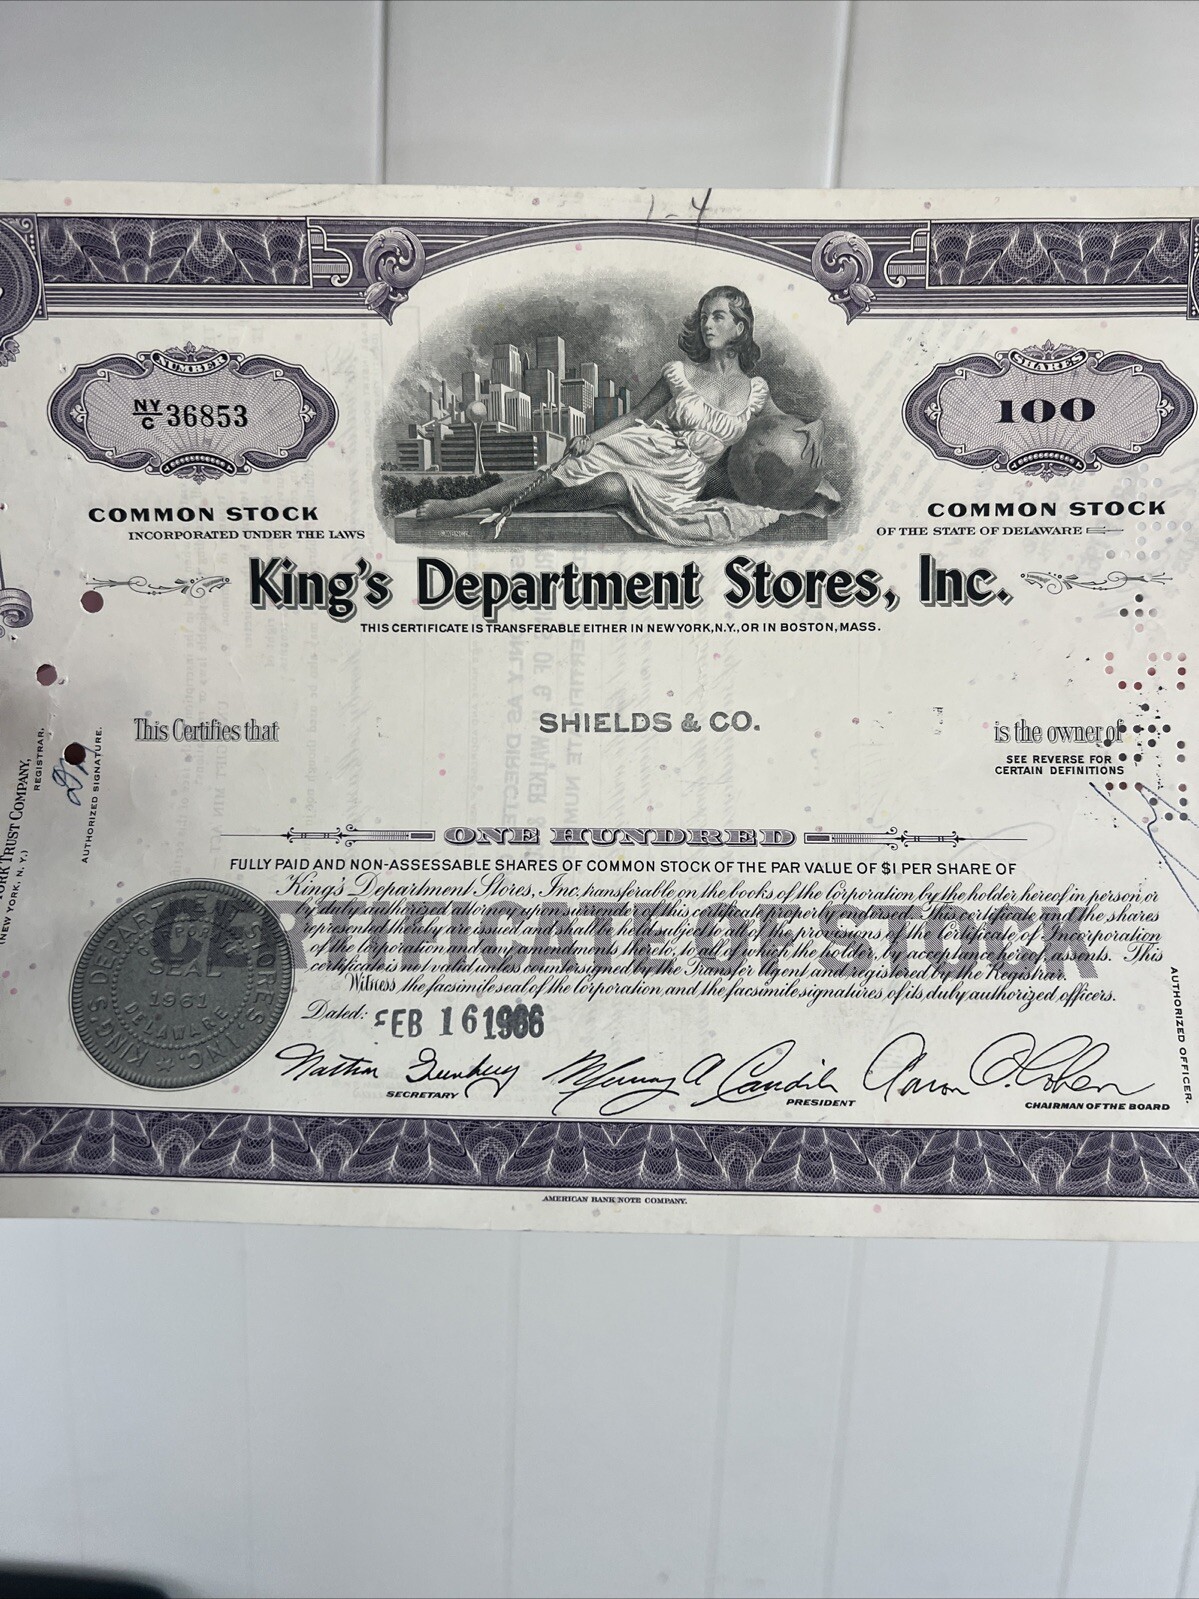 1-4
NUMBER
SHARES
NY/C 36853
100
COMMON STOCK
COMMON STOCK
INCORPORATED UNDER THE LAWS
OF THE STATE OF DELAWARE
King's Department Stores, Inc.
THIS CERTIFICATE IS TRANSFERABLE EITHER IN NEW YORK, N.Y., OR IN BOSTON, MASS.
This Certifies that
SHIELDS & CO.
is the owner of
SEE REVERSE FOR
CERTAIN DEFINITIONS
ONE HUNDRED
FULLY PAID AND NON-ASSESSABLE SHARES OF COMMON STOCK OF THE PAR VALUE OF $1 PER SHARE OF
King's Department Stores, Inc. transferable on the books of the Corporation by the holder hereof in person or
by duly authorized attorney upon surrender of this certificate properly endorsed. This certificate and the shares
represented thereby are issued and shall be held subject to all of the provisions of the Certificate of Incorporation
of the Corporation and any amendments thereto, to all of which the holder, by acceptance hereof, assents. This
certificate is not valid unless countersigned by the Transfer Agent and registered by the Registrar.
Witness the facsimile seal of the Corporation and the facsimile signatures of its duly authorized officers.
Dated: FEB 16 1966
SECRETARY
PRESIDENT
Aaron
CHAIRMAN OF THE BOARD
KING'S DEPARTMENT STORES, INC.
CORPORATE
SEAL
1961
DELAWARE
TRUST COMPANY,
(NEW YORK, N.Y.)
REGISTRAR.
AUTHORIZED SIGNATURE.
AUTHORIZED OFFICER.
AMERICAN BANK NOTE COMPANY.